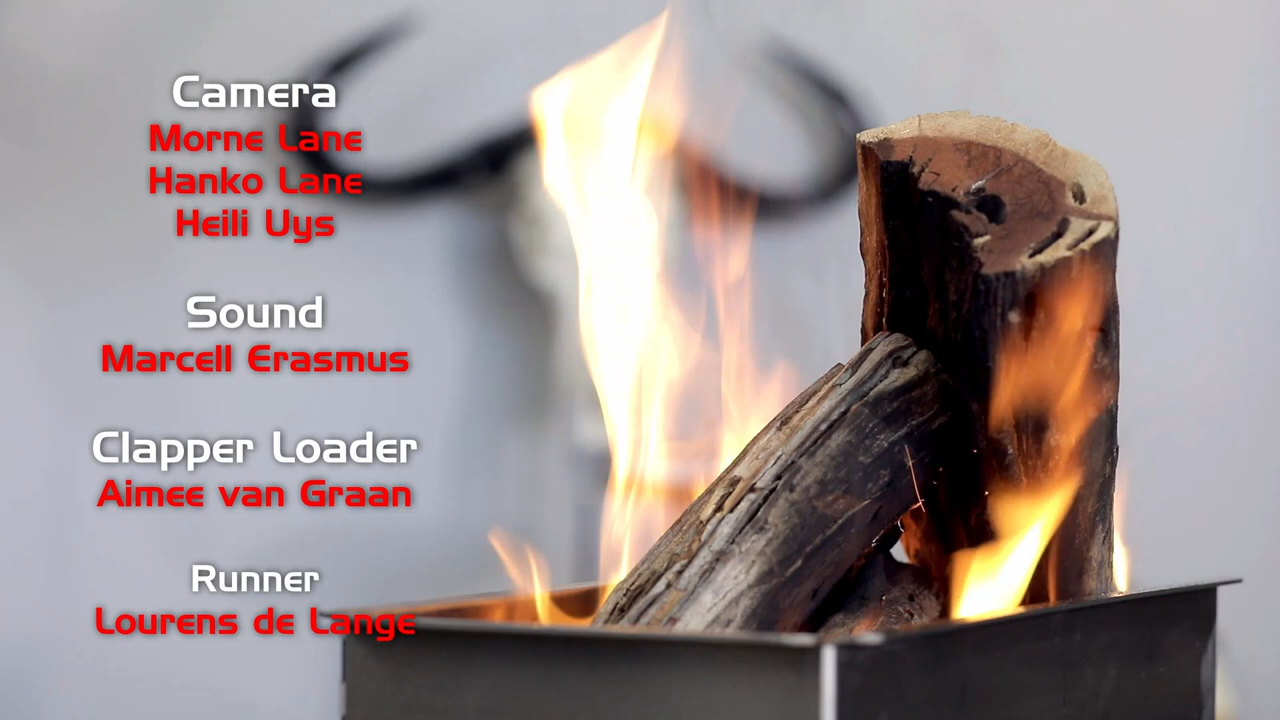 Camera
Morne Lane
Hanko Lane
Heili Uys
Sound
Marcell Erasmus
Clapper Loader
Aimee van Graan
Runner
Lourens de Lange